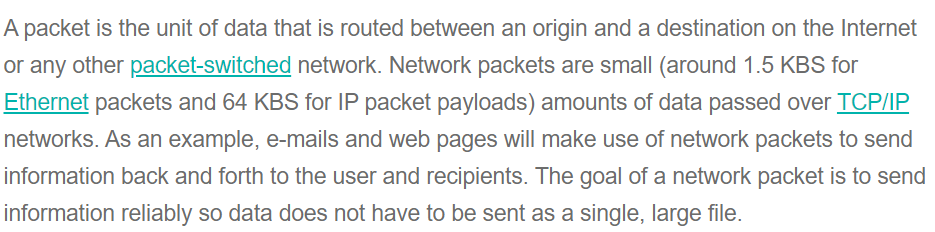 A packet is the unit of data that is routed between an origin and a destination on the Internet
or any other packet-switched network. Network packets are small (around 1.5 KBS for
Ethernet packets and 64 KBS for IP packet payloads) amounts of data passed over TCP/IP
networks. As an example, e-mails and web pages will make use of network packets to send
information back and forth to the user and recipients. The goal of a network packet is to send
information reliably so data does not have to be sent as a single, large file.